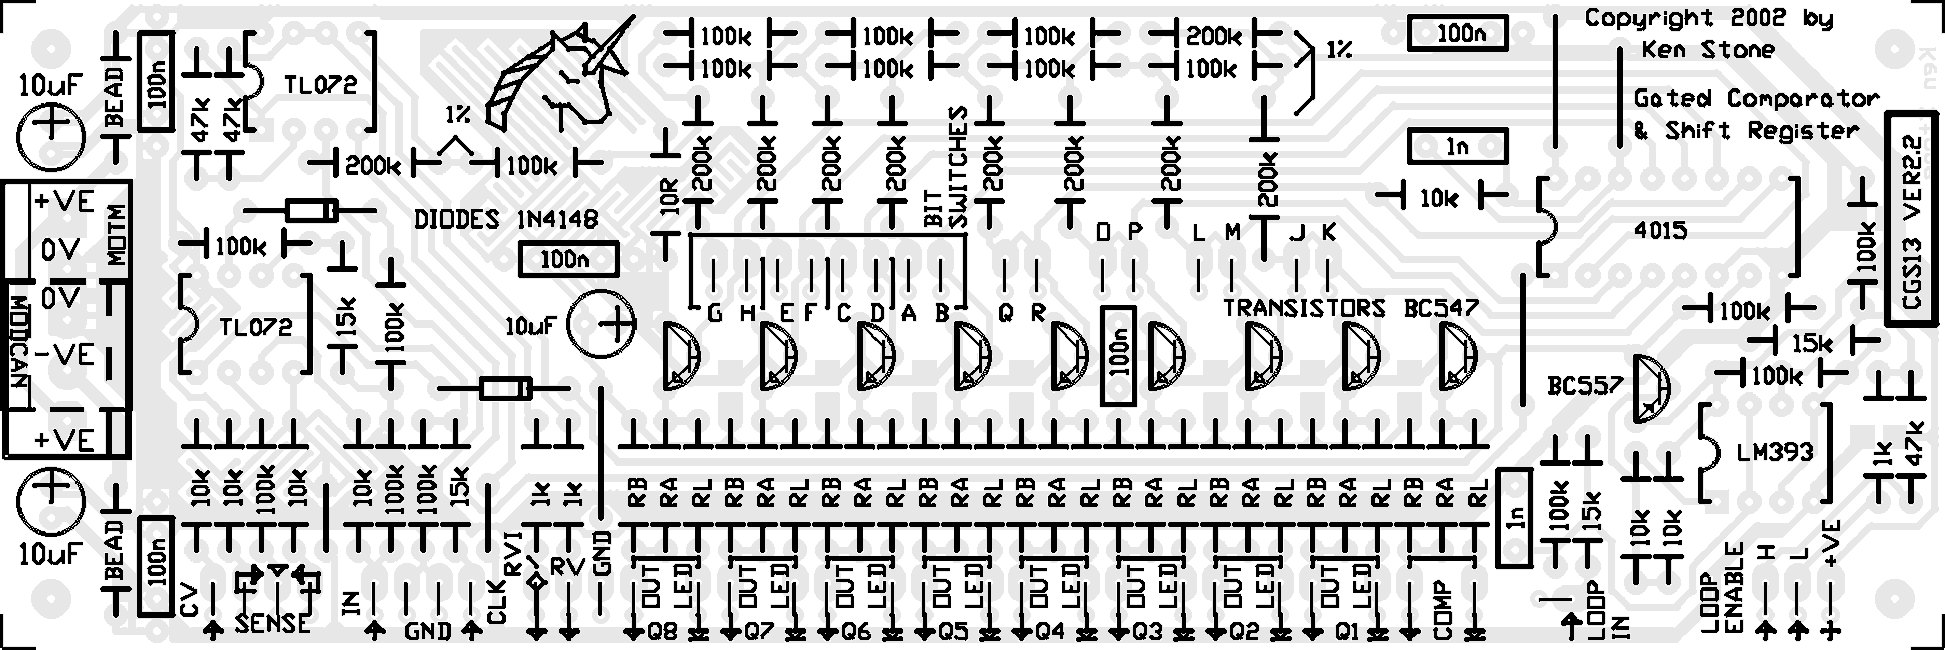 Copyright 2002 by
Ken Stone
Gated Comparator
& Shift Register
CGS13 VER2.2
10uF
BEAD
100n
47k
47k
TL072
1%
200k
100k
DIODES 1N4148
100k
100k
100k
200k
100k
100k
100k
100k
1%
100n
1n
10k
4015
100k
10R
200k
200k
200k
200k
BIT
SWITCHES
200k
200k
200k
200k
O P L M J K
+VE
0V
MOTM
0V
-VE
MODCAN
+VE
100k
TL072
15k
100k
100n
10uF
G H E F C D A B Q R
100n
TRANSISTORS BC547
100k
15k
100k
BC557
LM393
1k
47k
10uF
BEAD
100n
10k
10k
100k
10k
10k
100k
100k
15k
1k
1k
RB RA RL RB RA RL RB RA RL RB RA RL RB RA RL RB RA RL RB RA RL RB RA RL RB RA RL
1n
100k
15k
10k
10k
CV
SENSE
IN
GND
CLK
RVI
RV
GND
OUT LED
Q8
OUT LED
Q7
OUT LED
Q6
OUT LED
Q5
OUT LED
Q4
OUT LED
Q3
OUT LED
Q2
OUT LED
Q1
COMP
LOOP
IN
LOOP
ENABLE
H
L
+VE